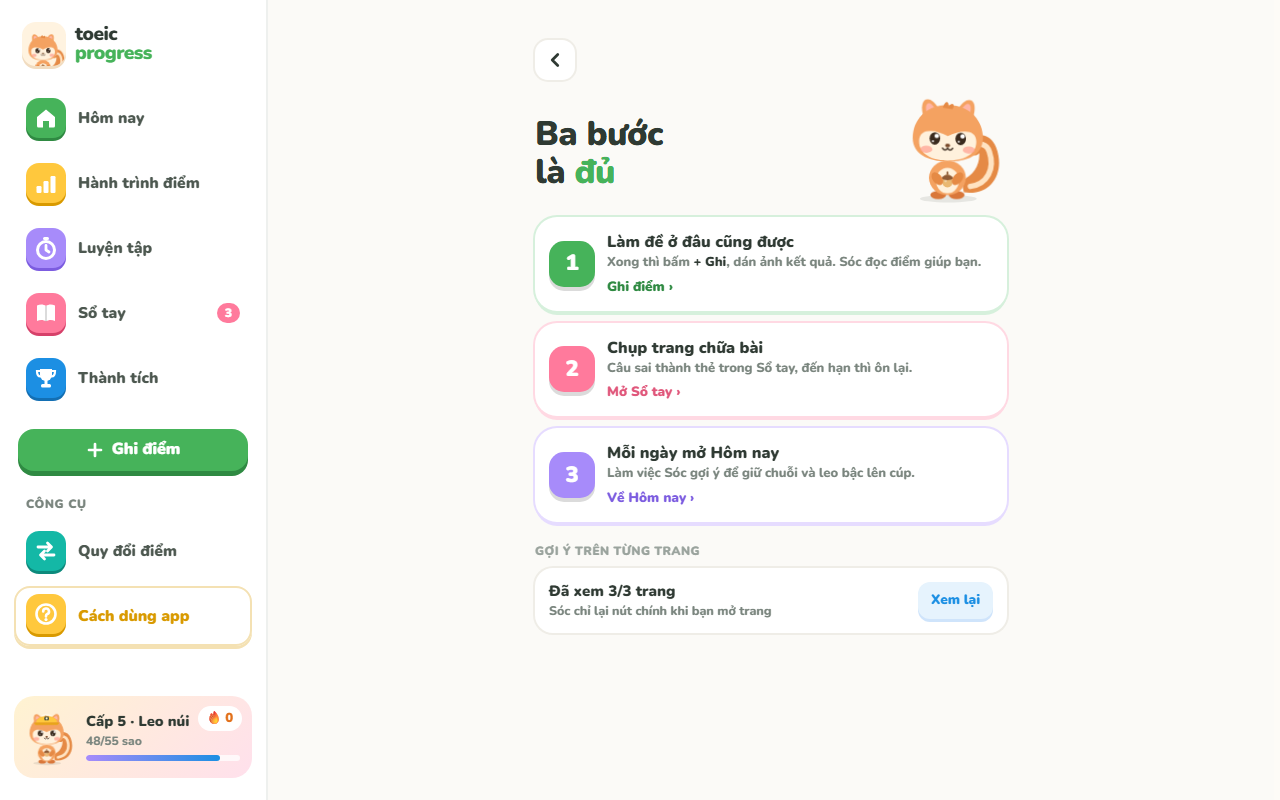 toeic
progress
Hôm nay
Hành trình điểm
Luyện tập
Sổ tay
3
Thành tích
+ Ghi điểm
CÔNG CỤ
Quy đổi điểm
Cách dùng app
Cấp 5 · Leo núi
0
48/55 sao
Ba bước
là đủ
1
Làm đề ở đâu cũng được
Xong thì bấm + Ghi, dán ảnh kết quả. Sóc đọc điểm giúp bạn.
Ghi điểm ›
2
Chụp trang chữa bài
Câu sai thành thẻ trong Sổ tay, đến hạn thì ôn lại.
Mở Sổ tay ›
3
Mỗi ngày mở Hôm nay
Làm việc Sóc gợi ý để giữ chuỗi và leo bậc lên cúp.
Về Hôm nay ›
GỢI Ý TRÊN TỪNG TRANG
Đã xem 3/3 trang
Sóc chỉ lại nút chính khi bạn mở trang
Xem lại